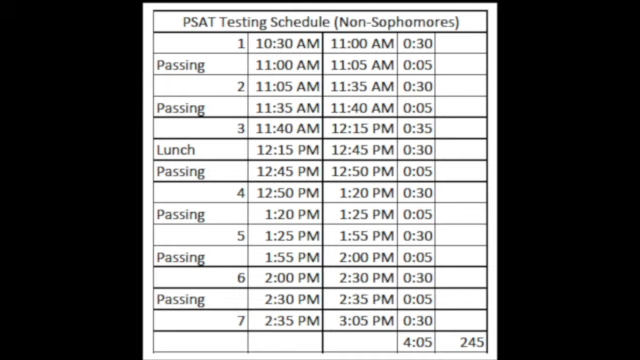 PSAT Testing Schedule (Non-Sophomores)
1 10:30 AM 11:00 AM 0:30
Passing 11:00 AM 11:05 AM 0:05
2 11:05 AM 11:35 AM 0:30
Passing 11:35 AM 11:40 AM 0:05
3 11:40 AM 12:15 PM 0:35
Lunch 12:15 PM 12:45 PM 0:30
Passing 12:45 PM 12:50 PM 0:05
4 12:50 PM 1:20 PM 0:30
Passing 1:20 PM 1:25 PM 0:05
5 1:25 PM 1:55 PM 0:30
Passing 1:55 PM 2:00 PM 0:05
6 2:00 PM 2:30 PM 0:30
Passing 2:30 PM 2:35 PM 0:05
7 2:35 PM 3:05 PM 0:30
4:05 245